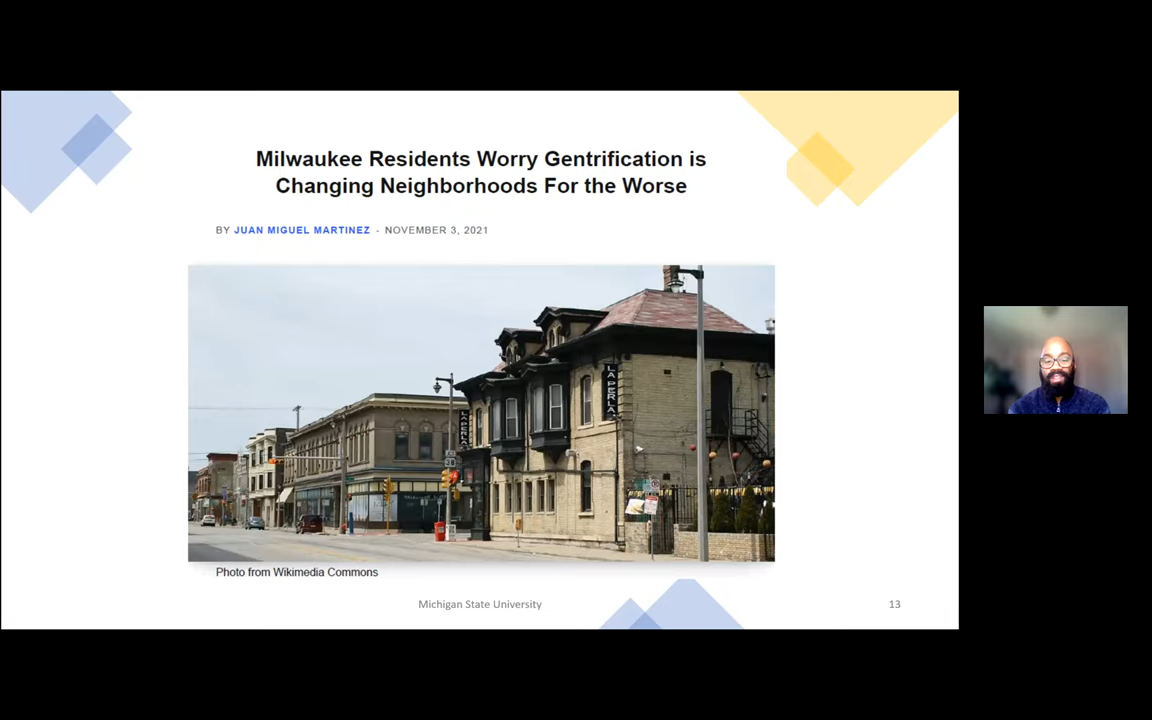 Milwaukee Residents Worry Gentrification is
Changing Neighborhoods For the Worse
BY JUAN MIGUEL MARTINEZ - NOVEMBER 3, 2021
LA PERLA
LA PERLA
Photo from Wikimedia Commons
Michigan State University
13